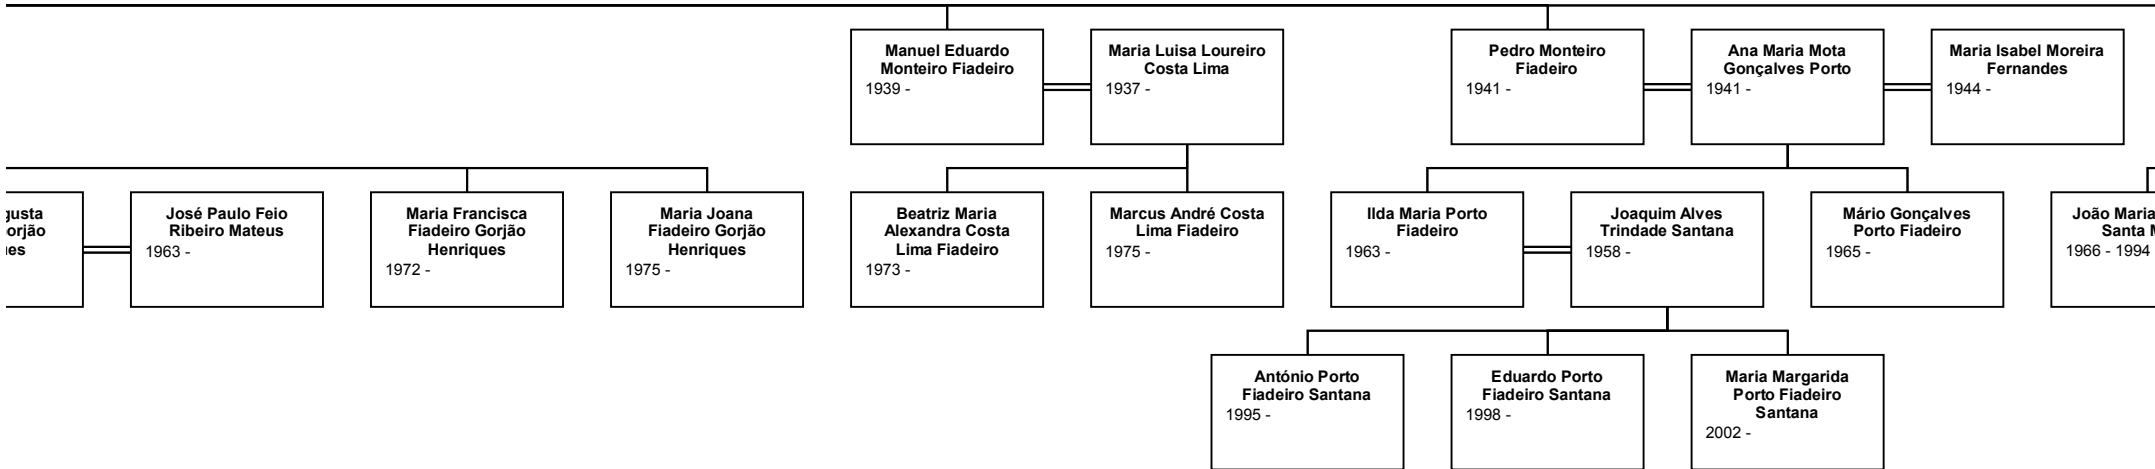 Manuel Eduardo
Monteiro Fiadeiro
1939 -
Maria Luisa Loureiro
Costa Lima
1937 -
Pedro Monteiro
Fiadeiro
1941 -
Ana Maria Mota
Gonçalves Porto
1941 -
Maria Isabel Moreira
Fernandes
1944 -
José Paulo Feio
Ribeiro Mateus
1963 -
Maria Francisca
Fiadeiro Gorjão
Henriques
1972 -
Maria Joana
Fiadeiro Gorjão
Henriques
1975 -
Beatriz Maria
Alexandra Costa
Lima Fiadeiro
1973 -
Marcus André Costa
Lima Fiadeiro
1975 -
Ilda Maria Porto
Fiadeiro
1963 -
Joaquim Alves
Trindade Santana
1958 -
Mário Gonçalves
Porto Fiadeiro
1965 -
João Maria
Santa
1966 - 1994
António Porto
Fiadeiro Santana
1995 -
Eduardo Porto
Fiadeiro Santana
1998 -
Maria Margarida
Porto Fiadeiro
Santana
2002 -